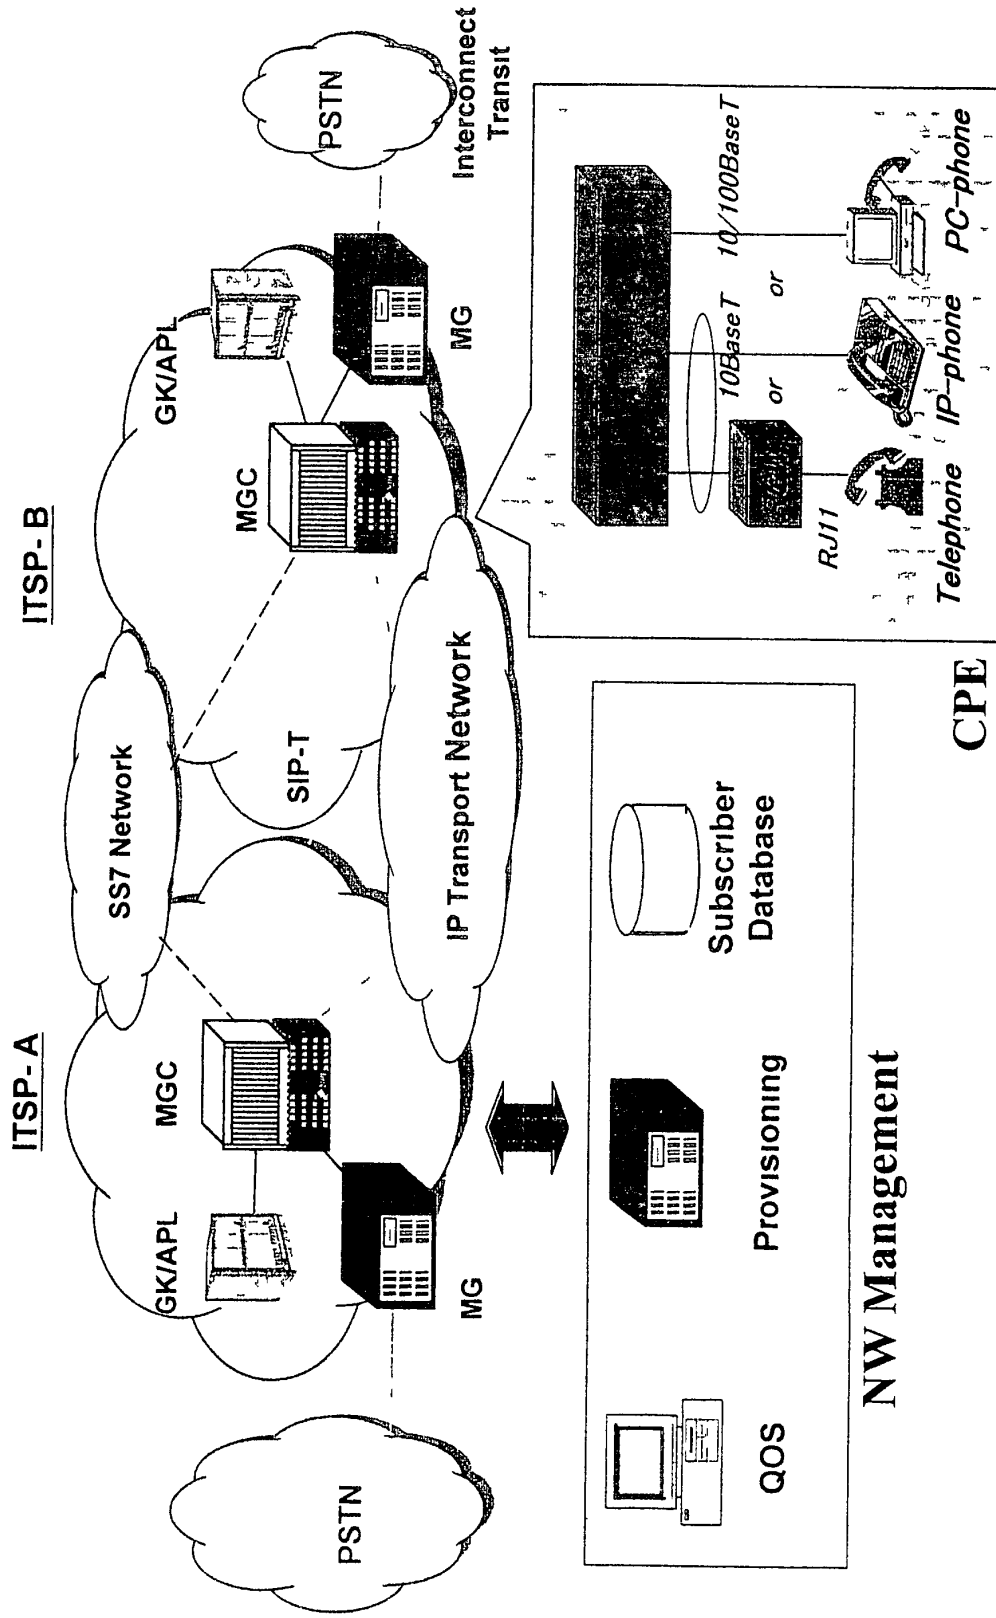 ITSP- A
ITSP- B
SS7 Network
PSTN
GK/APL
MGC
MG
SIP-T
IP Transport Network
MGC
GK/APL
MG
PSTN
Interconnect
Transit
QOS
Provisioning
Subscriber
Database
NW Management
10BaseT
10/100BaseT
or
or
RJ11
Telephone
IP-phone
PC-phone
CPE